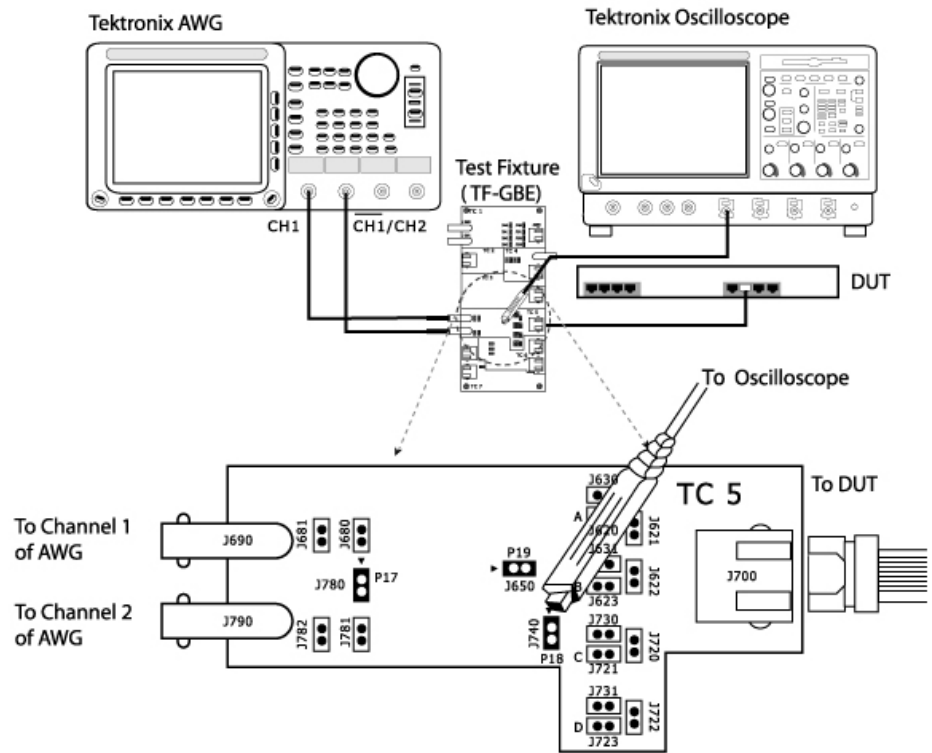 Tektronix AWG
Tektronix Oscilloscope
Test Fixture
(TF-GBE)
CH1
CH1/CH2
DUT
TC 7
To Oscilloscope
TC 5
To DUT
To Channel 1
of AWG
To Channel 2
of AWG
J690
J681
J680
J780
P17
J790
J782
J781
P19
J650
J740
P18
J630
A
J620
J621
J631
B
J622
J623
J730
C
J720
J721
J731
D
J722
J723
J700